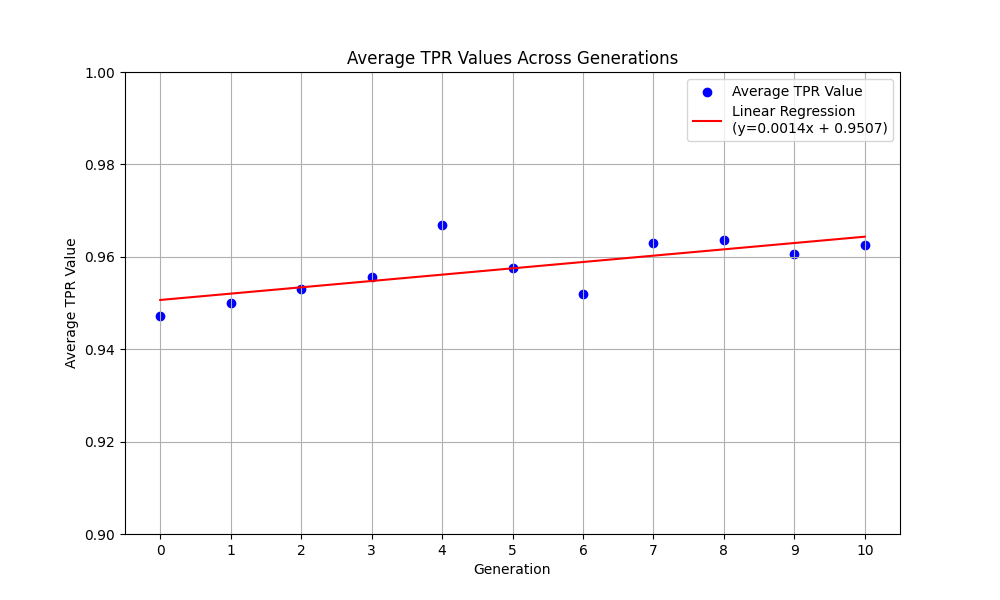 Average TPR Values Across Generations
Average TPR Value
Linear Regression
(y=0.0014x + 0.9507)
1.00
0.98
0.96
0.94
0.92
0.90
Average TPR Value
0 1 2 3 4 5 6 7 8 9 10
Generation